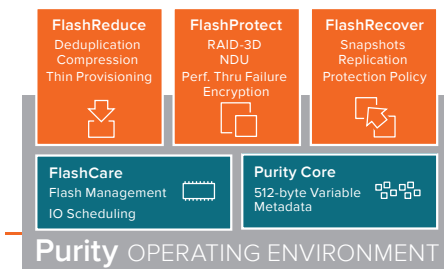 FlashReduce
Deduplication
Compression
Thin Provisioning
FlashProtect
RAID-3D
NDU
Perf. Thru Failure
Encryption
FlashRecover
Snapshots
Replication
Protection Policy
FlashCare
Flash Management
IO Scheduling
Purity Core
512-byte Variable
Metadata
Purity OPERATING ENVIRONMENT